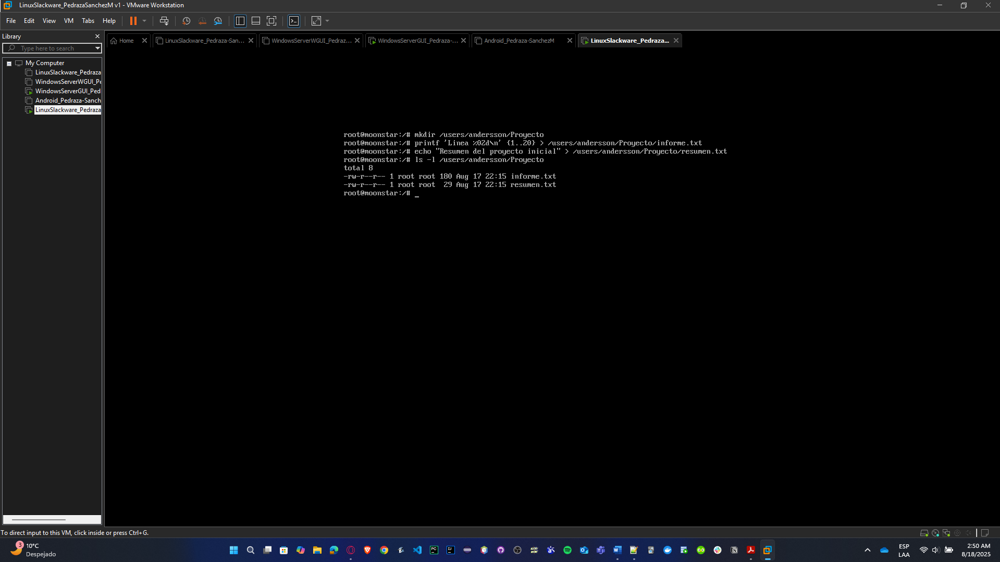 LinuxSlackware_PedrazaSanchezM v1 - VMware Workstation
File Edit View VM Tabs Help
Library
Type here to search
My Computer
LinuxSlackware_Pedraza
WindowsServerWGUI_Pe
WindowsServerGUI_Ped
Android_Pedraza-Sanch
LinuxSlackware_Pedraza
Home LinuxSlackware_Pedraza-San... WindowsServerWGUI_Pedraz... WindowsServerGUI_Pedraza-... Android_Pedraza-SanchezM LinuxSlackware_Pedraza...
root@moonstar:/# mkdir /users/andersson/Proyecto
root@moonstar:/# printf 'Linea %02d\n' {1..20} > /users/andersson/Proyecto/informe.txt
root@moonstar:/# echo "Resumen del proyecto inicial" > /users/andersson/Proyecto/resumen.txt
root@moonstar:/# ls -l /users/andersson/Proyecto
total 8
-rw-r--r-- 1 root root 180 Aug 17 22:15 informe.txt
-rw-r--r-- 1 root root  29 Aug 17 22:15 resumen.txt
root@moonstar:/# _
To direct input to this VM, click inside or press Ctrl+G.
3
10°C
Despejado
PC
IJ
ESP
LAA
2:50 AM
8/18/2025